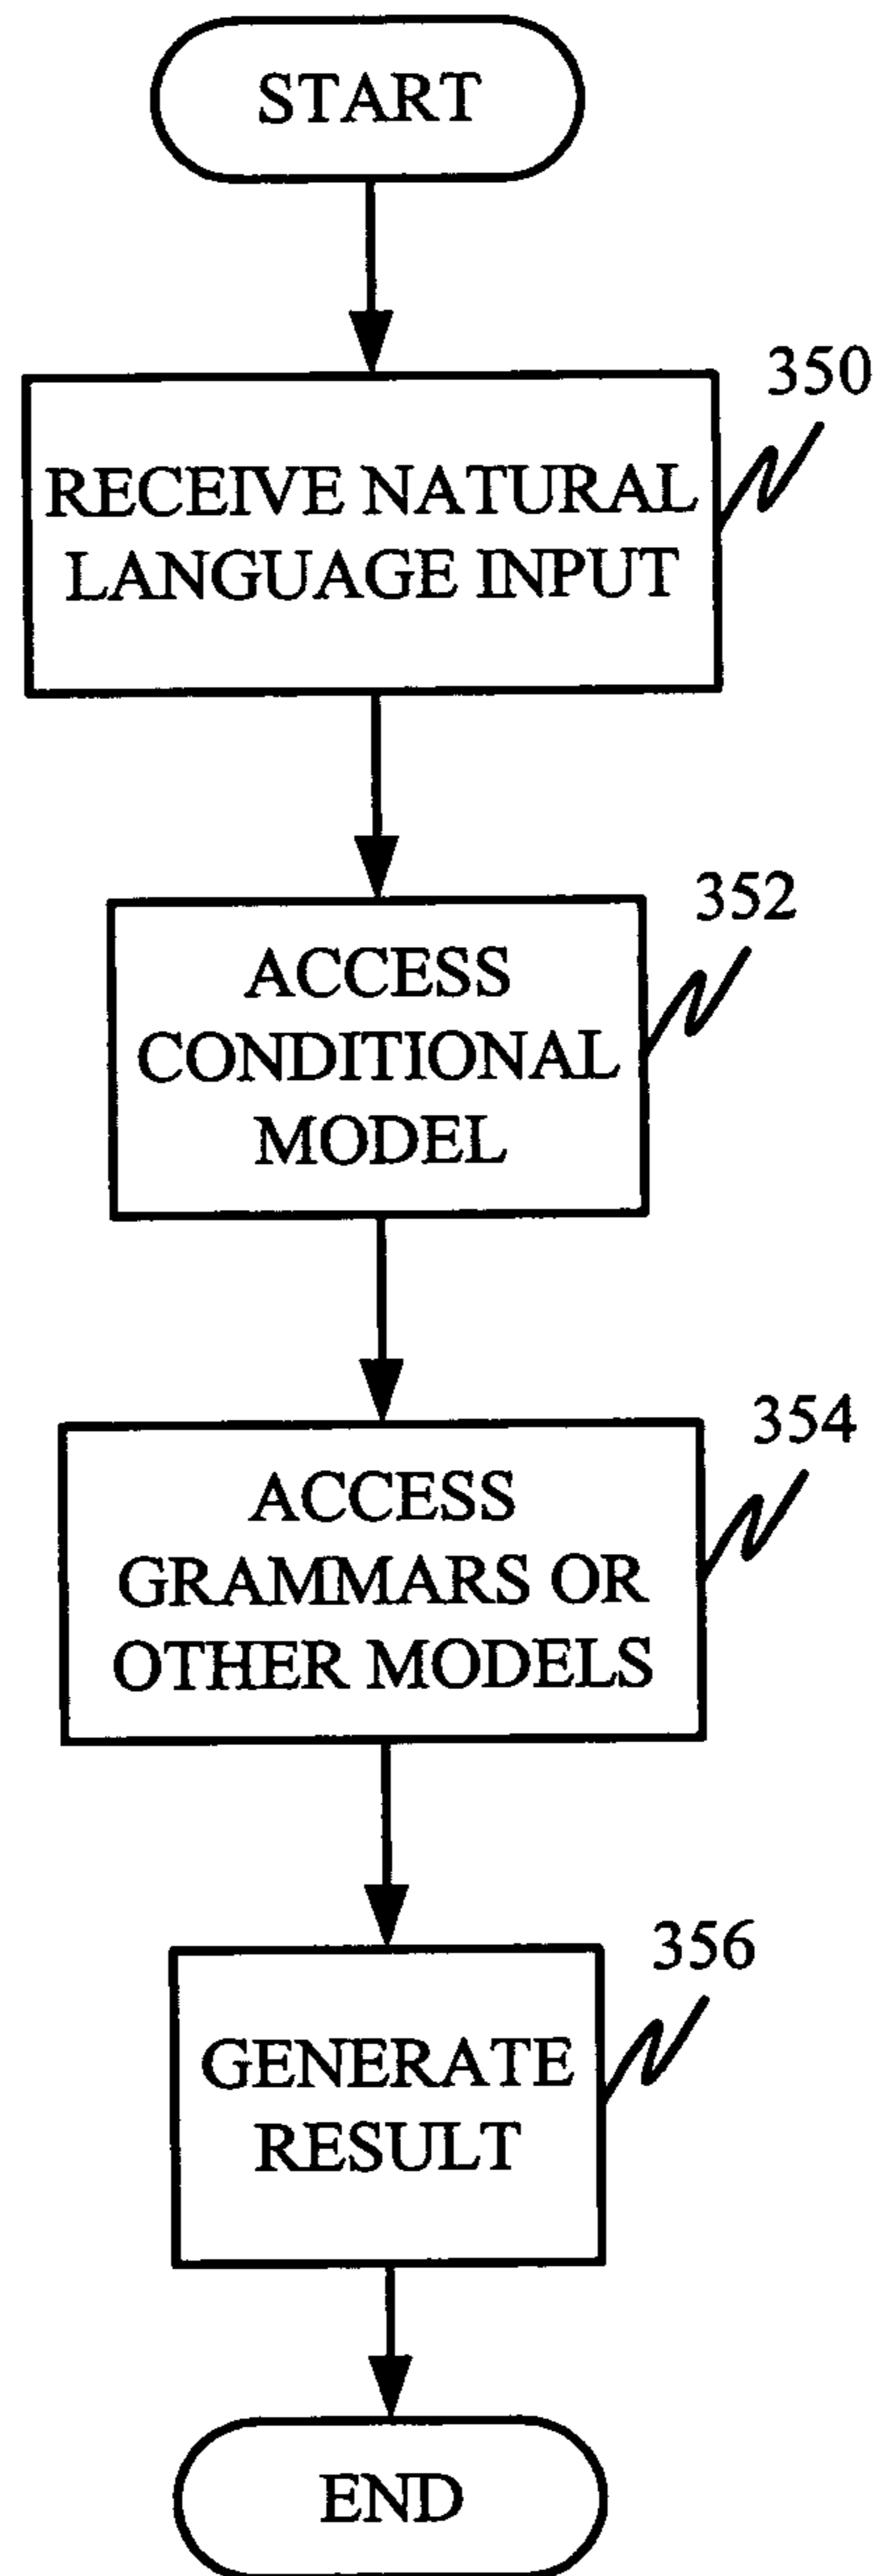 START
350
RECEIVE NATURAL
LANGUAGE INPUT
352
ACCESS
CONDITIONAL
MODEL
354
ACCESS
GRAMMARS OR
OTHER MODELS
356
GENERATE
RESULT
END